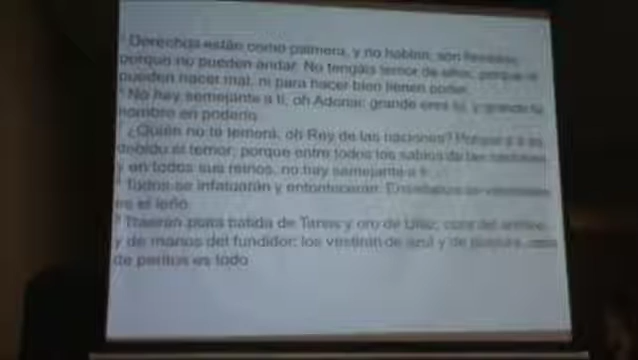 Derechos están como palmera, y no hablan; son llevados,
porque no pueden andar. No tengáis temor de ellos, porque ni
pueden hacer mal, ni para hacer bien tienen poder.
No hay semejante a ti, oh Adonai; grande eres tú, y grande tu
nombre en poderío.
¿Quién no te temerá, oh Rey de las naciones? Porque a ti es
debido el temor; porque entre todos los sabios de las naciones
y en todos sus reinos, no hay semejante a ti.
Todos se infatuarán y entontecerán. Enseñanza de vanidades
es el leño.
Traerán plata batida de Tarsis y oro de Ufaz; obra del artífice,
y de manos del fundidor; los vestirán de azul y de púrpura, obra
de peritos es todo